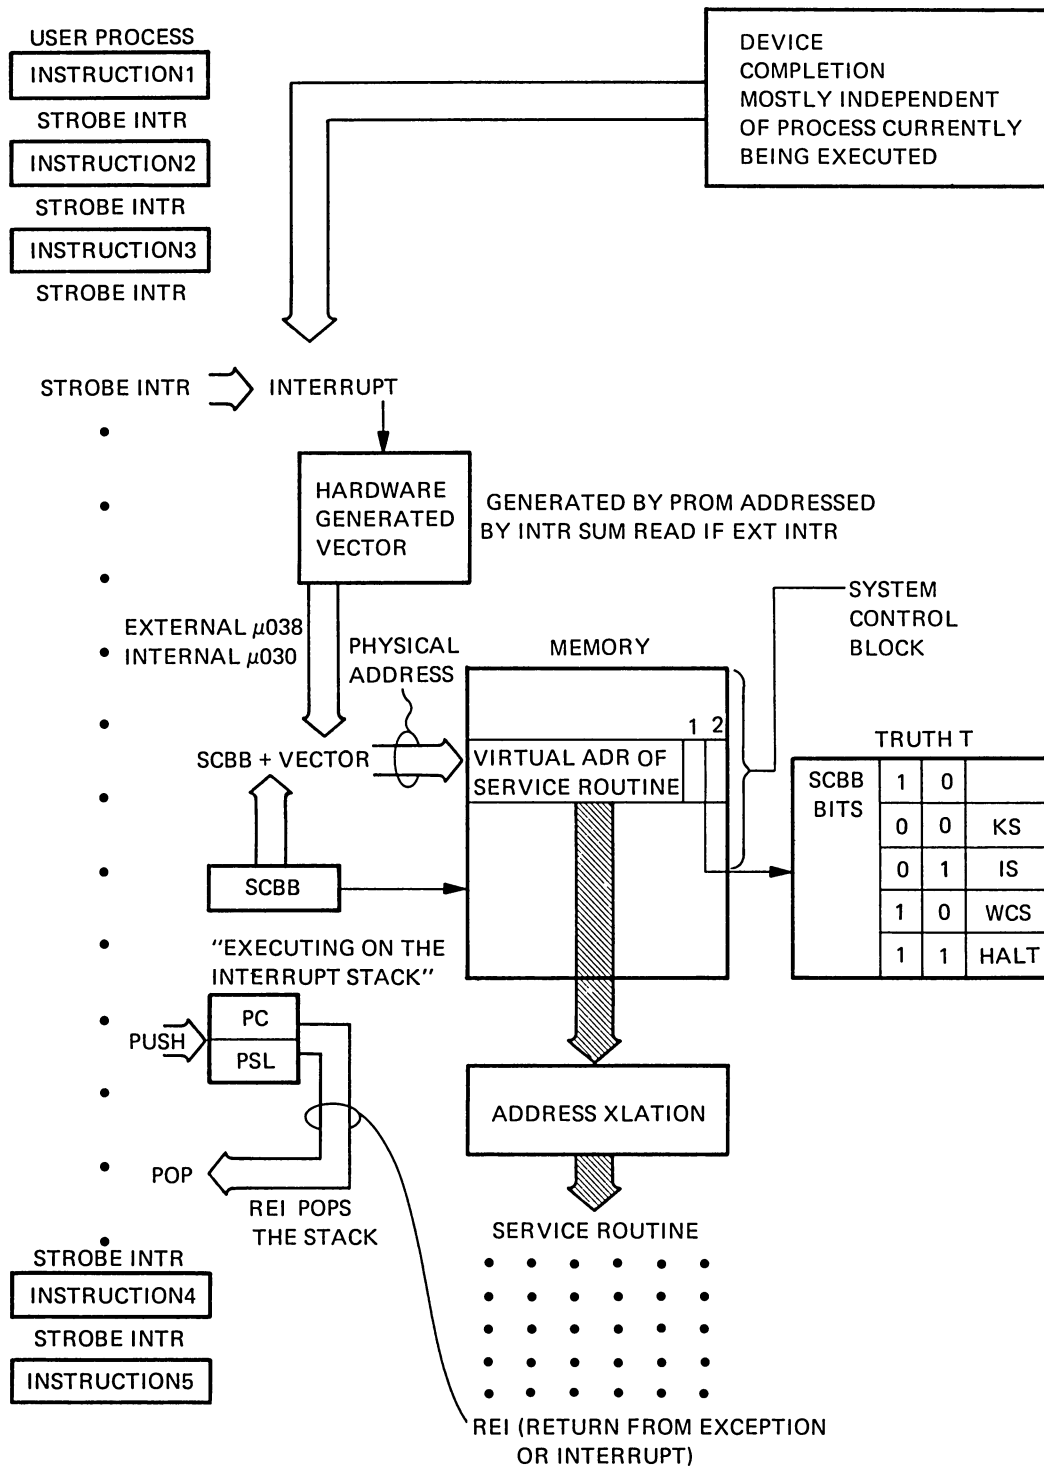 USER PROCESS
INSTRUCTION1
STROBE INTR
INSTRUCTION2
STROBE INTR
INSTRUCTION3
STROBE INTR
DEVICE
COMPLETION
MOSTLY INDEPENDENT
OF PROCESS CURRENTLY
BEING EXECUTED
STROBE INTR
INTERRUPT
HARDWARE
GENERATED
VECTOR
GENERATED BY PROM ADDRESSED
BY INTR SUM READ IF EXT INTR
EXTERNAL μ038
INTERNAL μ030
PHYSICAL
ADDRESS
MEMORY
SYSTEM
CONTROL
BLOCK
1 2
SCBB + VECTOR
VIRTUAL ADR OF
SERVICE ROUTINE
SCBB
TRUTH T
SCBB 1 0
BITS
0 0 KS
0 1 IS
1 0 WCS
1 1 HALT
"EXECUTING ON THE
INTERRUPT STACK"
PUSH
PC
PSL
POP
REI POPS
THE STACK
ADDRESS XLATION
SERVICE ROUTINE
STROBE INTR
INSTRUCTION4
STROBE INTR
INSTRUCTION5
REI (RETURN FROM EXCEPTION
OR INTERRUPT)